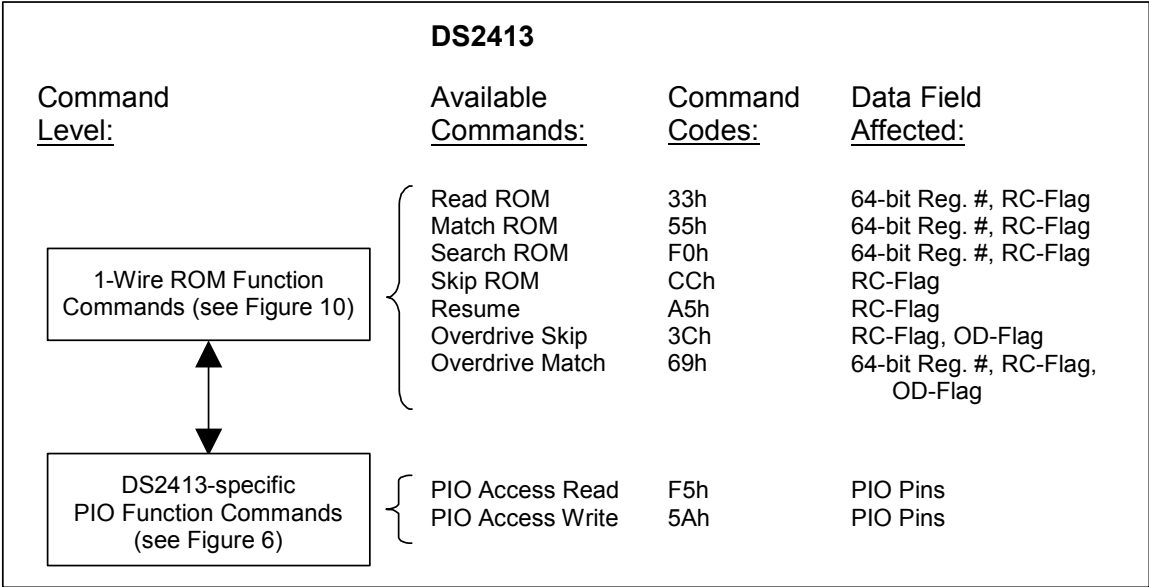 DS2413
Command Available Command Data Field
Level: Commands: Codes: Affected:
Read ROM 33h 64-bit Reg. #, RC-Flag
Match ROM 55h 64-bit Reg. #, RC-Flag
Search ROM F0h 64-bit Reg. #, RC-Flag
1-Wire ROM Function
Commands (see Figure 10)
Skip ROM CCh RC-Flag
Resume A5h RC-Flag
Overdrive Skip 3Ch RC-Flag, OD-Flag
Overdrive Match 69h 64-bit Reg. #, RC-Flag,
OD-Flag
DS2413-specific
PIO Function Commands
(see Figure 6)
PIO Access Read F5h PIO Pins
PIO Access Write 5Ah PIO Pins